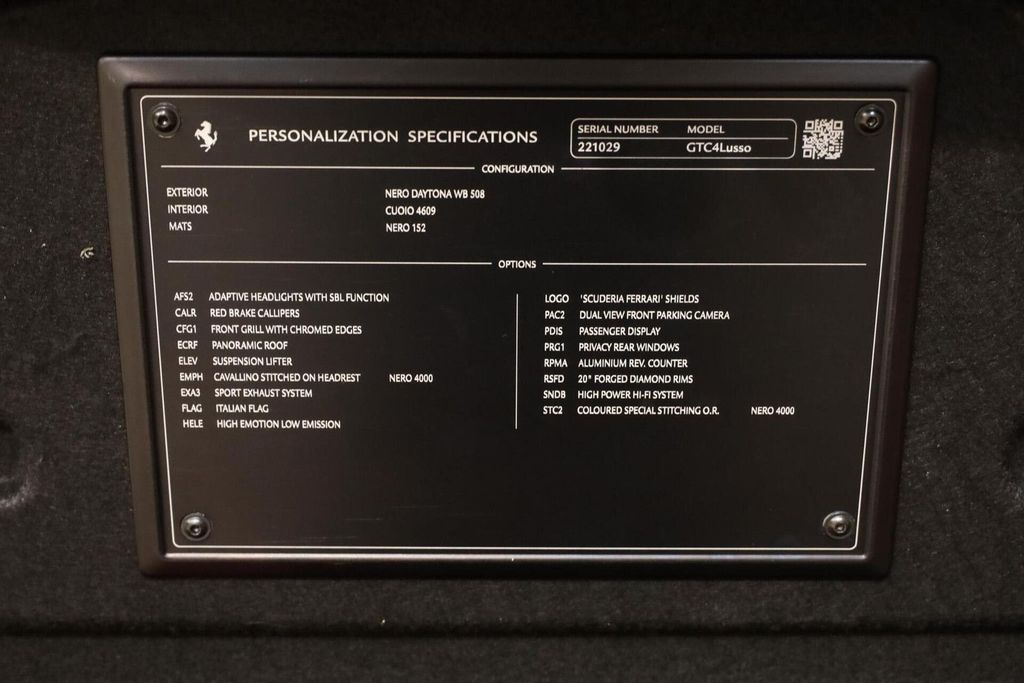 PERSONALIZATION SPECIFICATIONS
SERIAL NUMBER MODEL
221029 GTC4Lusso
CONFIGURATION
EXTERIOR NERO DAYTONA WB 508
INTERIOR CUOIO 4609
MATS NERO 152
OPTIONS
AFS2 ADAPTIVE HEADLIGHTS WITH SBL FUNCTION
CALR RED BRAKE CALLIPERS
CFG1 FRONT GRILL WITH CHROMED EDGES
ECRF PANORAMIC ROOF
ELEV SUSPENSION LIFTER
EMPH CAVALLINO STITCHED ON HEADREST NERO 4000
EXA3 SPORT EXHAUST SYSTEM
FLAG ITALIAN FLAG
HELE HIGH EMOTION LOW EMISSION
LOGO 'SCUDERIA FERRARI' SHIELDS
PAC2 DUAL VIEW FRONT PARKING CAMERA
PDIS PASSENGER DISPLAY
PRG1 PRIVACY REAR WINDOWS
RPMA ALUMINIUM REV. COUNTER
RSFD 20" FORGED DIAMOND RIMS
SNDB HIGH POWER HI-FI SYSTEM
STC2 COLOURED SPECIAL STITCHING O.R. NERO 4000